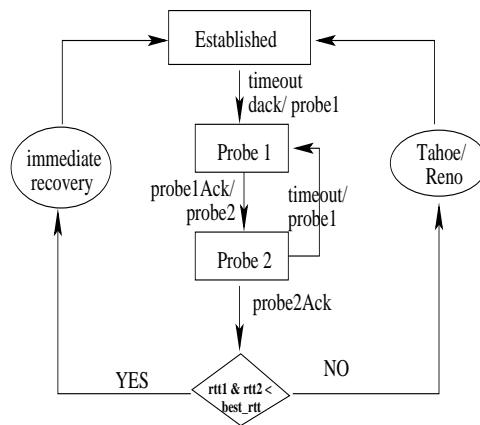 Established
timeout
dack/ probe1
immediate
recovery
Probe 1
Tahoe/
Reno
probe1Ack/
probe2
timeout/
probe1
Probe 2
probe2Ack
YES
rtt1 & rtt2 <
best_rtt
NO